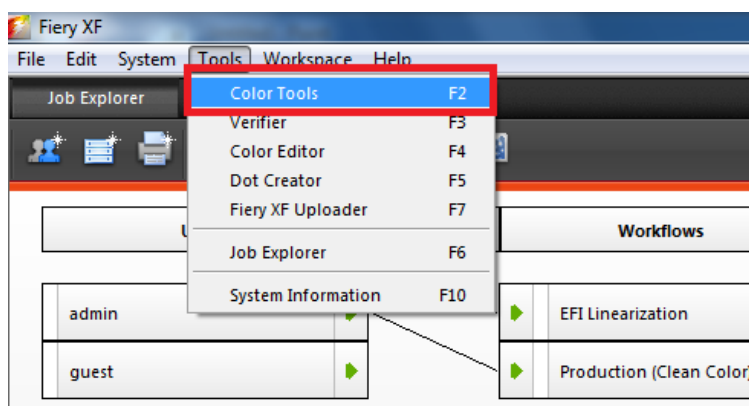 Fiery XF
File Edit System Tools Workspace Help
Job Explorer
Color Tools F2
Verifier F3
Color Editor F4
Dot Creator F5
Fiery XF Uploader F7
Job Explorer F6
System Information F10
U
Workflows
admin
EFI Linearization
guest
Production (Clean Color)